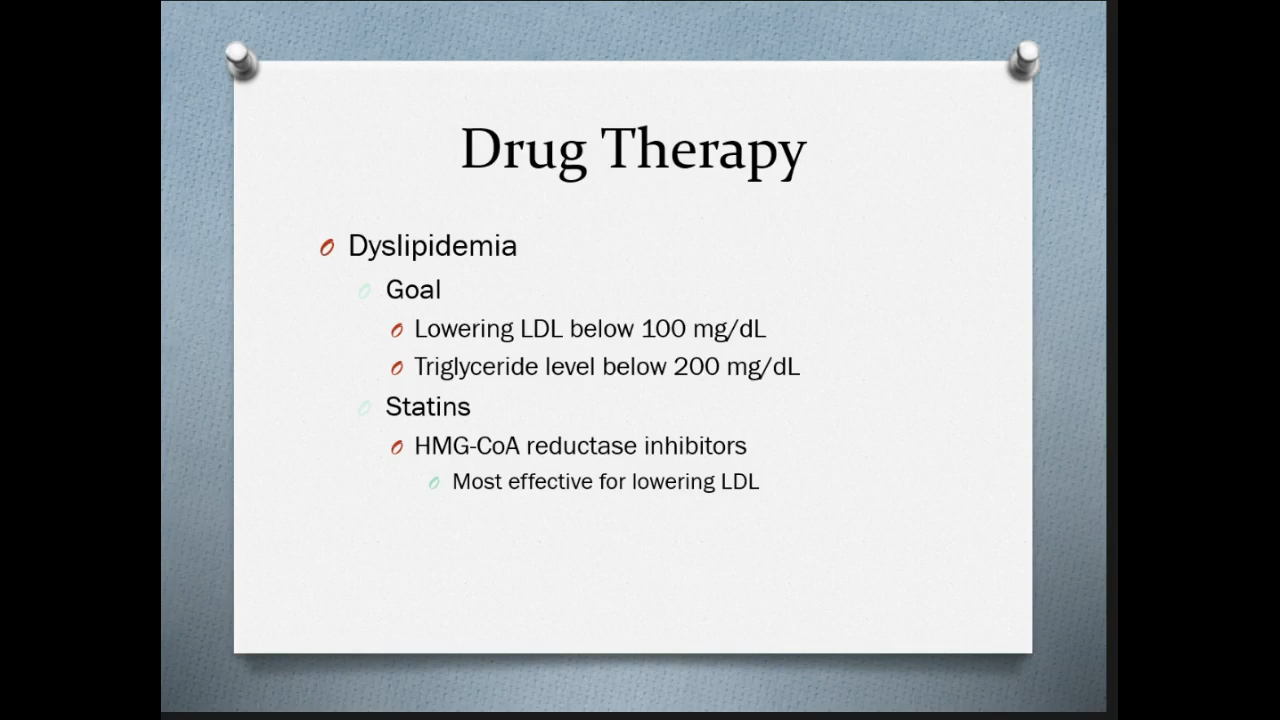 Drug Therapy
Dyslipidemia
Goal
Lowering LDL below 100 mg/dL
Triglyceride level below 200 mg/dL
Statins
HMG-CoA reductase inhibitors
Most effective for lowering LDL